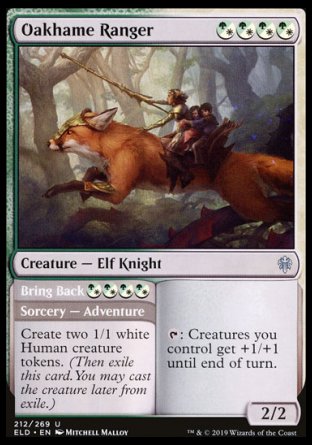 Oakhame Ranger
Creature — Elf Knight
Bring Back
Sorcery — Adventure
Create two 1/1 white
Human creature
tokens. (Then exile
this card. You may cast
the creature later from
exile.)
: Creatures you
control get +1/+1
until end of turn.
2/2
212/269 U
ELD • EN Mitchell Malloy
™ & © 2019 Wizards of the Coast